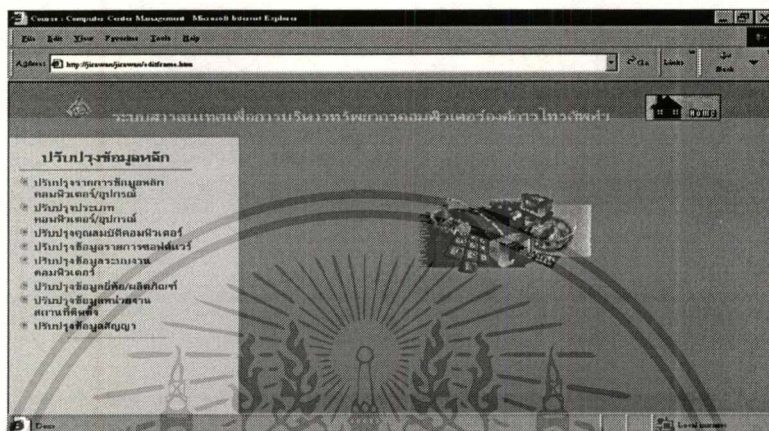 Course : Computer Center Management - Microsoft Internet Explorer
File Edit View Favorites Tools Help
Address http://jirawan/jirawan/editframe.htm Go Links Back
ระบบสารสนเทศเพื่อการบริหารทรัพยากรคอมพิวเตอร์องค์การโทรศัพท์ฯ
Home
ปรับปรุงข้อมูลหลัก
ปรับปรุงรายการข้อมูลหลัก
คอมพิวเตอร์/อุปกรณ์
ปรับปรุงประเภท
คอมพิวเตอร์/อุปกรณ์
ปรับปรุงคุณสมบัติคอมพิวเตอร์
ปรับปรุงข้อมูลรายการซอฟต์แวร์
ปรับปรุงข้อมูลระบบงาน
คอมพิวเตอร์
ปรับปรุงข้อมูลยี่ห้อ/ผลิตภัณฑ์
ปรับปรุงข้อมูลหน่วยงาน
สถานที่ติดตั้ง
ปรับปรุงข้อมูลสัญญา
Done
Local intranet